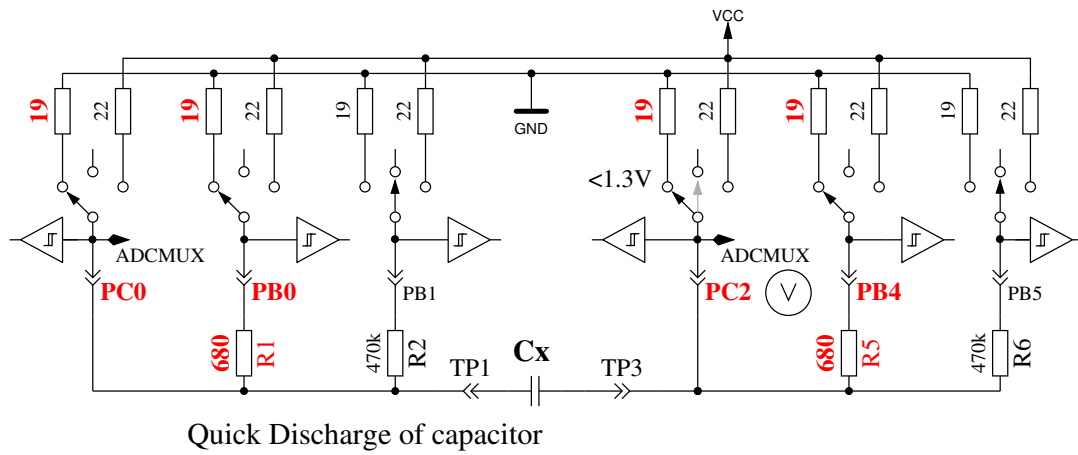 VCC
19
22
19
22
19
22
GND
19
22
19
22
19
22
<1.3V
ADCMUX
ADCMUX
PC0
PB0
PB1
PC2
V
PB4
PB5
680
R1
470k
R2
TP1
Cx
TP3
680
R5
470k
R6
Quick Discharge of capacitor